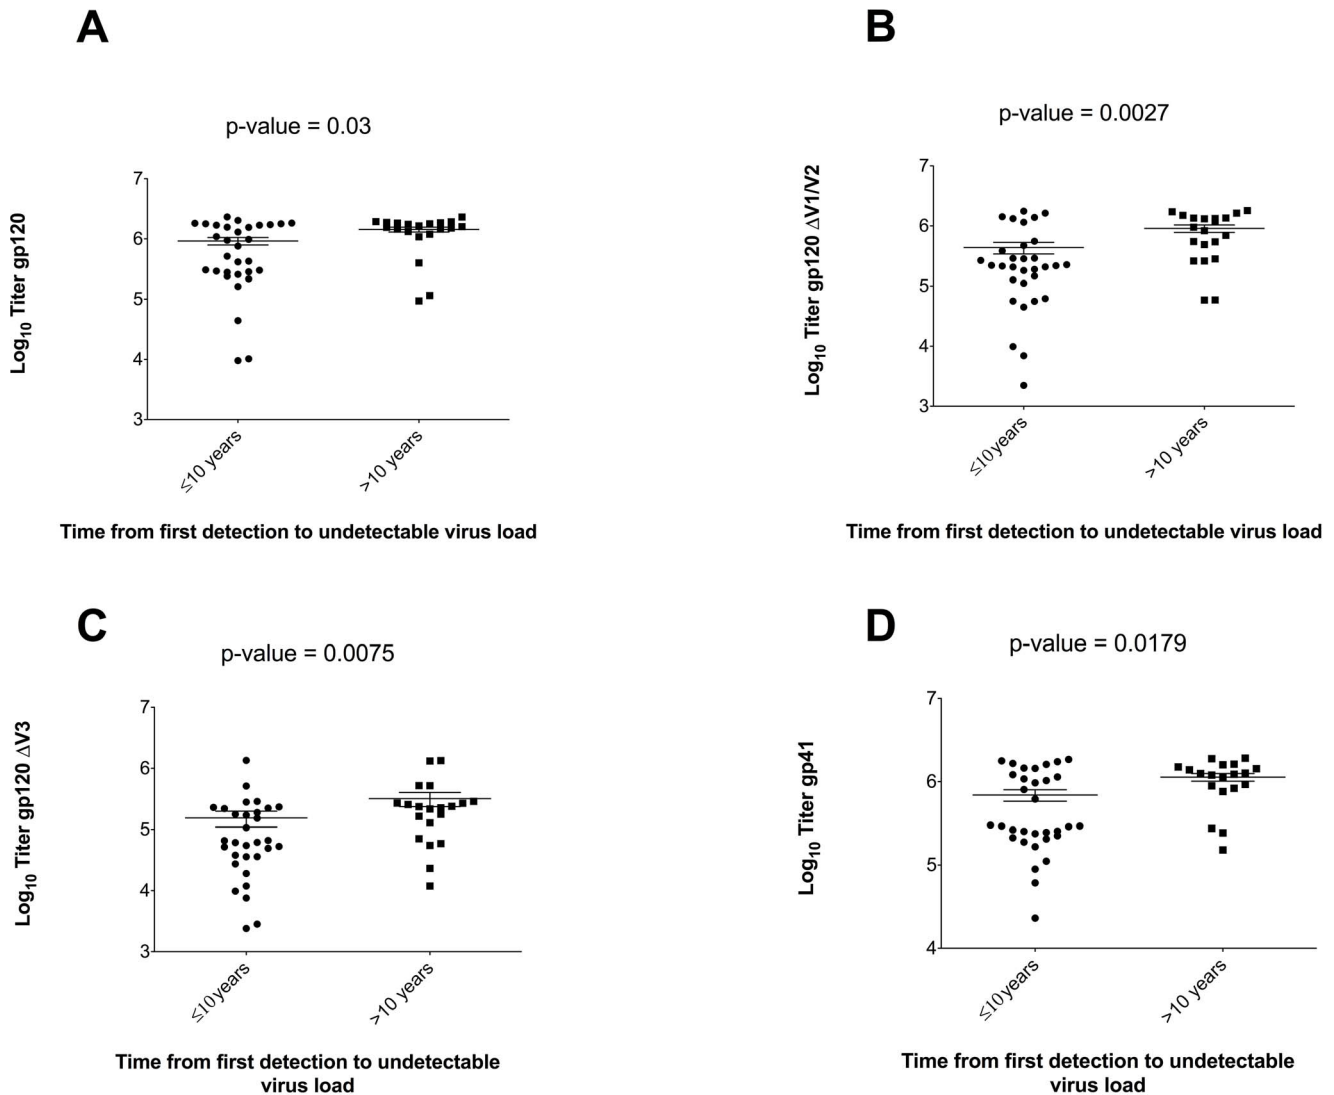 A
p-value = 0.03
Log10 Titer gp120
7
6
5
4
3
≤10 years
>10 years
Time from first detection to undetectable virus load
B
p-value = 0.0027
Log10 Titer gp120 ΔV1/V2
7
6
5
4
3
≤10years
>10 years
Time from first detection to undetectable virus load
C
p-value = 0.0075
Log10 Titer gp120 ΔV3
7
6
5
4
3
≤10years
>10 years
Time from first detection to undetectable
virus load
D
p-value = 0.0179
Log10 Titer gp41
7
6
5
4
≤10years
>10 years
Time from first detection to undetectable
virus load